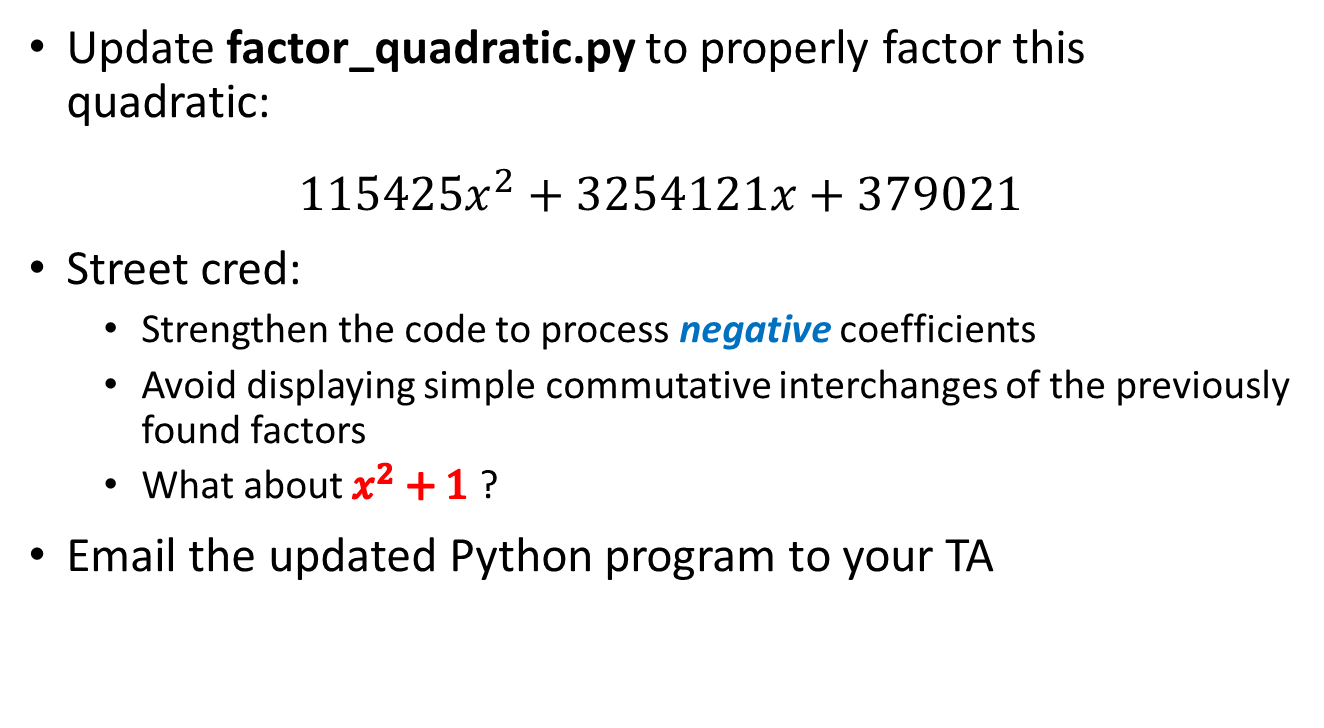 • Update factor_quadratic.py to properly factor this
quadratic:
115425x² + 3254121x + 379021
• Street cred:
• Strengthen the code to process negative coefficients
• Avoid displaying simple commutative interchanges of the previously
found factors
• What about x² + 1 ?
• Email the updated Python program to your TA